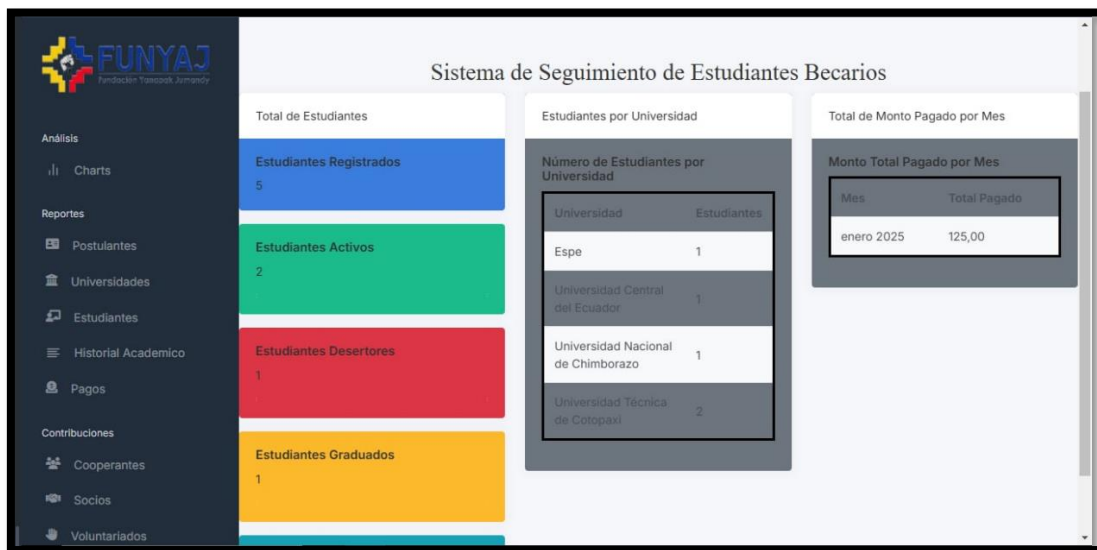 FUNYAJ
Fundación Yanapak Jumandy
Análisis
Charts
Reportes
Postulantes
Universidades
Estudiantes
Historial Academico
Pagos
Contribuciones
Cooperantes
Socios
Voluntariados
Sistema de Seguimiento de Estudiantes Becarios
Total de Estudiantes
Estudiantes Registrados
5
Estudiantes Activos
2
Estudiantes Desertores
1
Estudiantes Graduados
1
Estudiantes por Universidad
Número de Estudiantes por
Universidad
Universidad Estudiantes
Espe 1
Universidad Central
del Ecuador 1
Universidad Nacional
de Chimborazo 1
Universidad Técnica
de Cotopaxi 2
Total de Monto Pagado por Mes
Monto Total Pagado por Mes
Mes Total Pagado
enero 2025 125,00